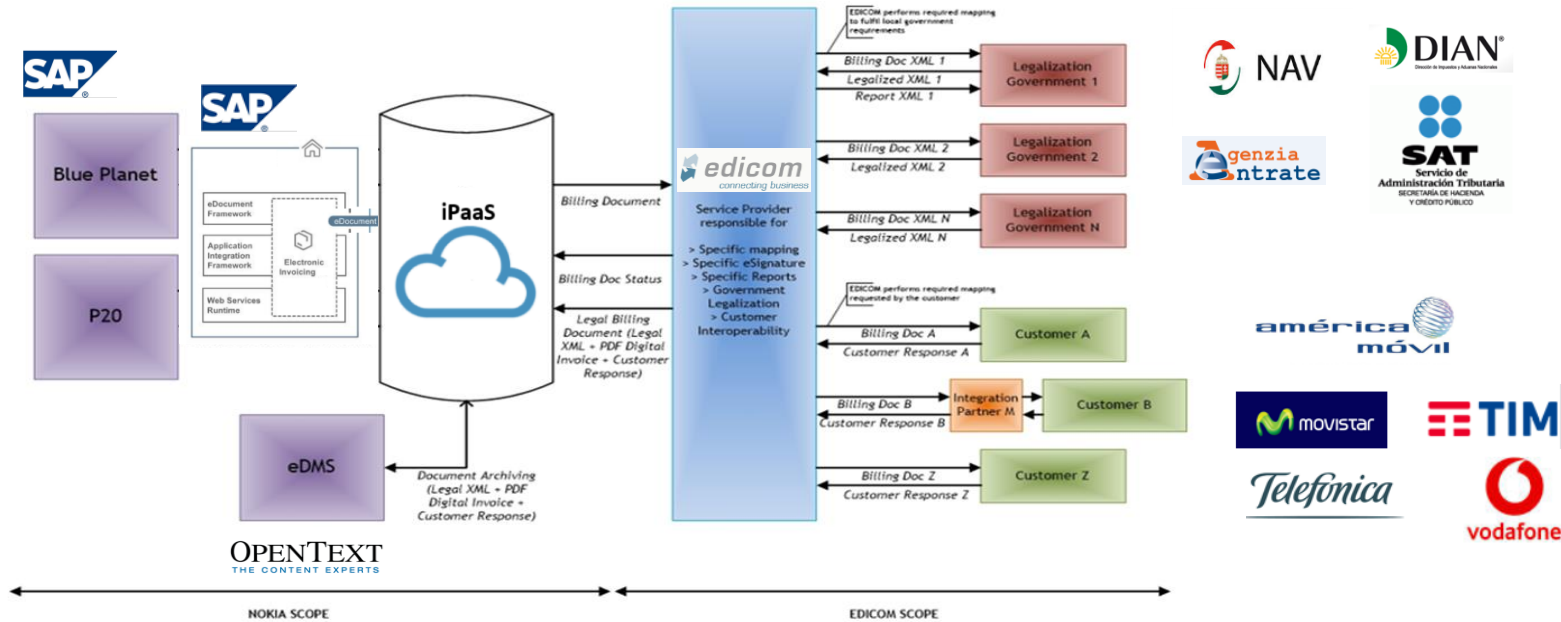 SAP
®
Blue Planet
P20
SAP
®
eDocument
Framework
Application
Integration
Framework
Web Services
Runtime
Electronic
Invoicing
eDocument
iPaaS
eDMS
OPENTEXT
THE CONTENT EXPERTS
Billing Document
Billing Doc Status
Legal Billing
Document (Legal
XML + PDF Digital
Invoice + Customer
Response)
Document Archiving
(Legal XML + PDF
Digital Invoice +
Customer Response)
edicom
connecting business
Service Provider
responsible for
> Specific mapping
> Specific eSignature
> Specific Reports
> Government
Legalization
> Customer
Interoperability
EDICOM performs required mapping
to fulfil local government
requirements
Billing Doc XML 1
Legalized XML 1
Report XML 1
Legalization
Government 1
Billing Doc XML 2
Legalized XML 2
Legalization
Government 2
Billing Doc XML N
Legalized XML N
Legalization
Government N
EDICOM performs required mapping
requested by the customer
Billing Doc A
Customer Response A
Customer A
Billing Doc B
Customer Response B
Integration
Partner M
Customer B
Billing Doc Z
Customer Response Z
Customer Z
NAV
DIAN®
Dirección de Impuestos y Aduanas Nacionales
Agenzia
Entrate
SAT
Servicio de
Administración Tributaria
SECRETARÍA DE HACIENDA
Y CRÉDITO PÚBLICO
américa
móvil
movistar
TIM
Telefónica
vodafone
NOKIA SCOPE
EDICOM SCOPE